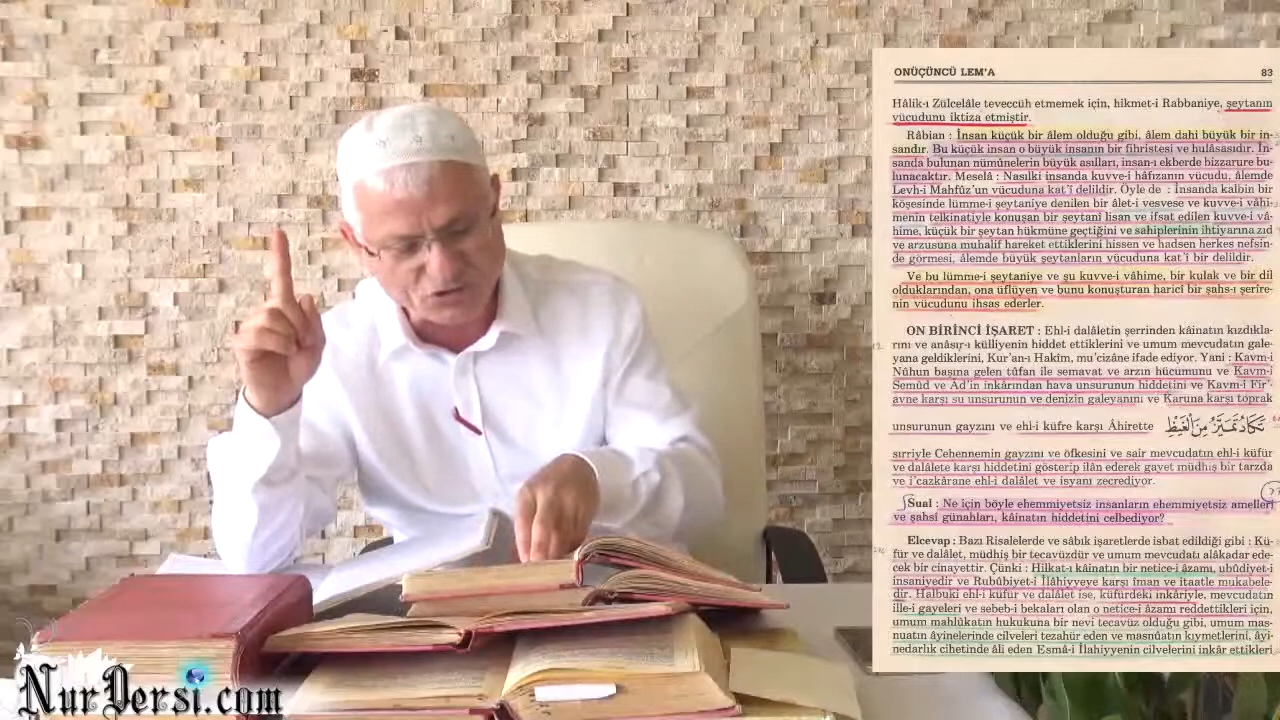 ONÜÇÜNCÜ LEM'A 83
Hâlik-ı Zülcelâle teveccüh etmemek için, hikmet-i Rabbaniye, şeytanın
vücudunu iktiza etmiştir.
Râbian : İnsan küçük bir âlem olduğu gibi, âlem dahi büyük bir in-
sandır. Bu küçük insan o büyük insanın bir fihristesi ve hulâsasıdır. İn-
sanda bulunan nümûnelerin büyük asılları, insan-ı ekberde bizzarure bu-
lunacaktır. Meselâ : Nasılki insanda kuvve-i hâfızanın vücudu, âlemde
Levh-i Mahfûz'un vücuduna kat'î delildir. Öyle de : İnsanda kalbin bir
köşesinde lümme-i şeytaniye denilen bir âlet-i vesvese ve kuvve-i vâhi-
menin telkinatiyle konuşan bir şeytanî lisan ve ifsat edilen kuvve-i vâ-
hime, küçük bir şeytan hükmüne geçtiğini ve sahiplerinin ihtiyarına zıd
ve arzusuna muhalif hareket ettiklerini hissen ve hadsen herkes nefsin-
de görmesi, âlemde büyük şeytanların vücuduna kat'î bir delildir.
Ve bu lümme-i şeytaniye ve şu kuvve-i vâhime, bir kulak ve bir dil
olduklarından, ona üflüyen ve bunu konuşturan haricî bir şahs-ı şerîre-
nin vücudunu ihsas ederler.
ON BİRİNCİ İŞARET : Ehl-i dalâletin şerrinden kâinatın kızdıkla-
rını ve anâsır-ı külliyenin hiddet ettiklerini ve umum mevcudatın gale-
yana geldiklerini, Kur'an-ı Hakîm, mu'cizâne ifade ediyor. Yani : Kavm-i
Nûhun başına gelen tûfan ile semavat ve arzın hücumunu ve Kavm-i
Semûd ve Âd'in inkârından hava unsurunun hiddetini ve Kavm-i Fir'-
avne karşı su unsurunun ve denizin galeyanını ve Karuna karşı toprak
unsurunun gayzını ve ehl-i küfre karşı Âhirette تَكَادُ تَمَيَّزُ مِنَ الْغَيْظِ
sırriyle Cehennemin gayzını ve öfkesini ve sair mevcudatın ehl-i küfür
ve dalâlete karşı hiddetini gösterip ilân ederek gayet müdhiş bir tarzda
ve i'cazkârane ehl-i dalâlet ve isyanı zecrediyor.
Sual : Ne için böyle ehemmiyetsiz insanların ehemmiyetsiz amelleri
ve şahsî günahları, kâinatın hiddetini celbediyor?
Elcevap : Bazı Risalelerde ve sâbık işaretlerde isbat edildiği gibi : Kü-
für ve dalâlet, müdhiş bir tecavüzdür ve umum mevcudatı alâkadar ede-
cek bir cinayettir. Çünki : Hilkat-ı kâinatın bir netice-i âzamı, ubûdiyet-i
insaniyedir ve Rubûbiyet-i İlâhiyyeye karşı iman ve itaatle mukabele-
dir. Halbuki ehl-i küfür ve dalâlet ise, küfürdeki inkâriyle, mevcudatın
ille-i gayeleri ve sebeb-i bekaları olan o netice-i âzamı reddettikleri için,
umum mahlûkatın hukukuna bir nevi tecavüz olduğu gibi, umum mas-
nuatın âyinelerinde cilveleri tezahür eden ve masnûatın kıymetlerini, âyi-
nedarlık cihetinde âlî eden Esmâ-i İlahiyyenin cilvelerini inkâr ettikleri
NurDersi.com